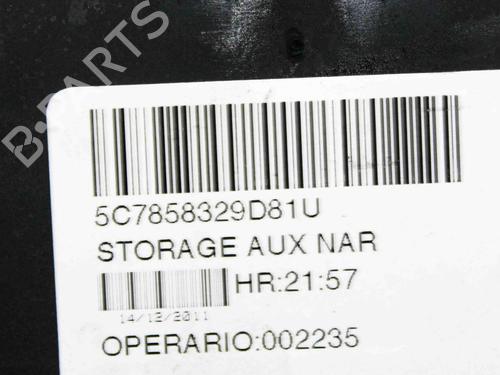 B-PARTS
5C7858329D81U
STORAGE AUX NAR
HR:21:57
14/12/2011
OPERARIO:002235